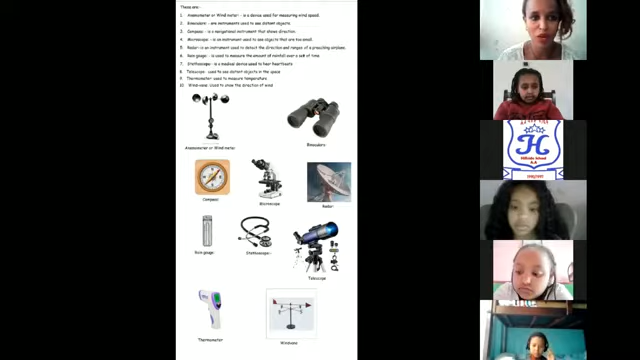 These are:-
1. Anemometer or Wind meter :- is a device used for measuring wind speed.
2. Binoculars:- are instruments used to see distant objects.
3. Compass:- is a navigational instrument that shows direction.
4. Microscope :- is an instrument used to see objects that are too small.
5. Radar:- is an instrument used to detect the direction and ranges of a airplane.
6. Rain gauge :- is used to measure the amount of rainfall over a set of time.
7. Stethoscope:- is a medical device used to hear heartbeats
8. Telescope:- used to see distant objects in the space
9. Thermometer- used to measure temperature.
10. Wind-vane: Used to show the direction of wind
Anemometer or Wind meter
Binoculars
Compass
Microscope
Radar
Rain gauge
Stethoscope:-
Telescope
Thermometer
Windvane
H
Hillside School
A.A